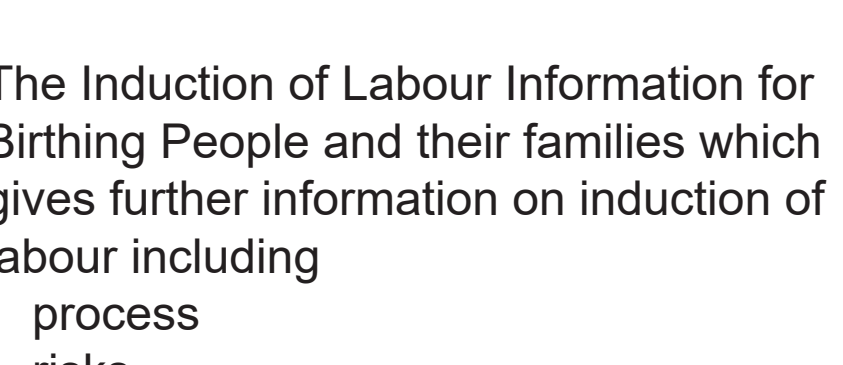 The Induction of Labour Information for
Birthing People and their families which
gives further information on induction of
labour including
process
risks